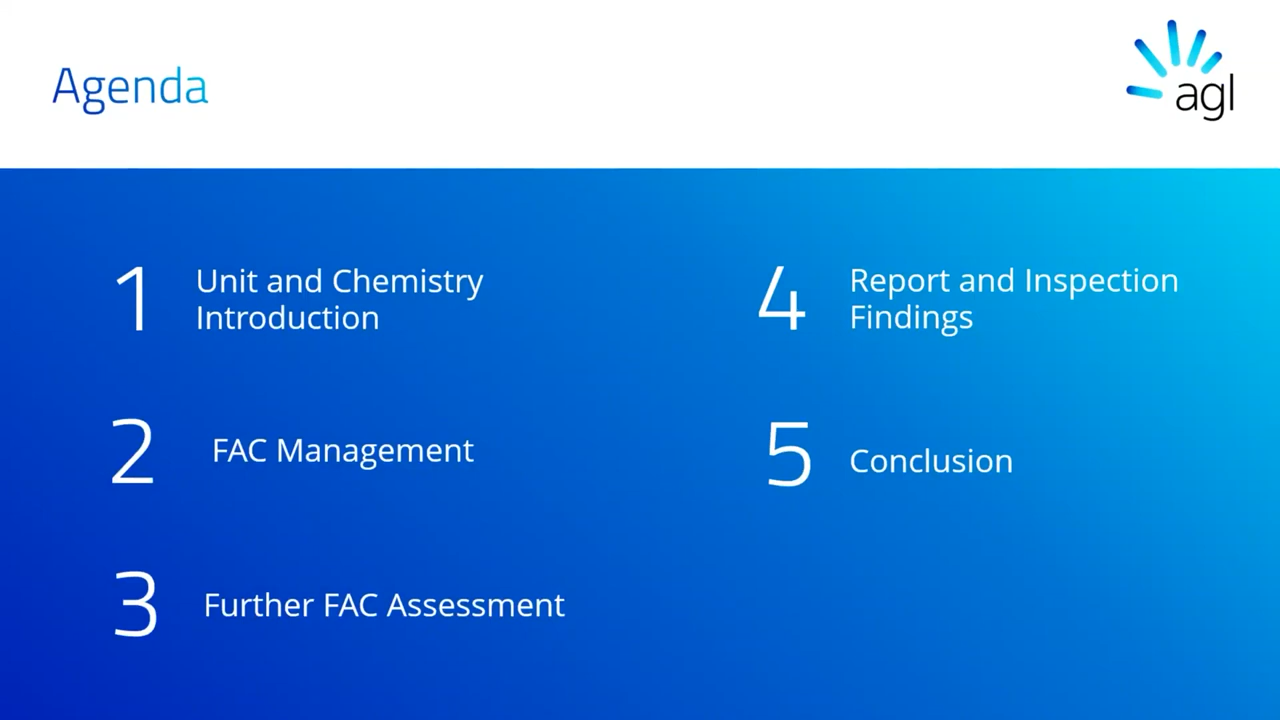 Agenda
agl
1
Unit and Chemistry
Introduction
2
FAC Management
3
Further FAC Assessment
4
Report and Inspection
Findings
5
Conclusion